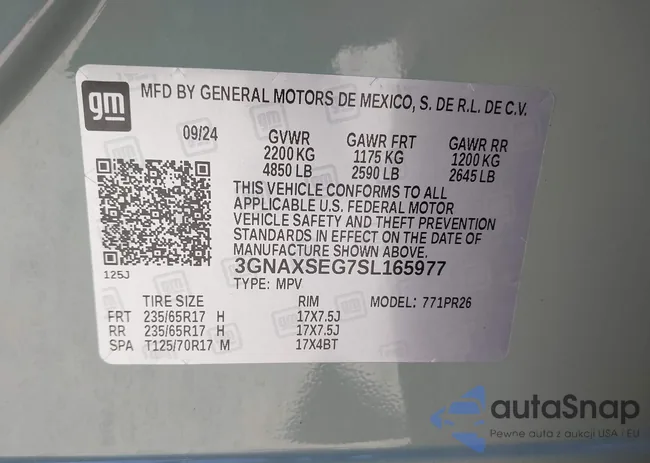 gm
MFD BY GENERAL MOTORS DE MEXICO, S. DE R.L. DE C.V.
09/24 GVWR GAWR FRT GAWR RR
2200 KG 1175 KG 1200 KG
4850 LB 2590 LB 2645 LB
THIS VEHICLE CONFORMS TO ALL
APPLICABLE U.S. FEDERAL MOTOR
VEHICLE SAFETY AND THEFT PREVENTION
STANDARDS IN EFFECT ON THE DATE OF
MANUFACTURE SHOWN ABOVE.
125J
3GNAXSEG7SL165977
TYPE: MPV
TIRE SIZE RIM MODEL: 771PR26
FRT 235/65R17 H 17X7.5J
RR 235/65R17 H 17X7.5J
SPA T125/70R17 M 17X4BT
autaSnap
Pewne auta z aukcji USA i EU